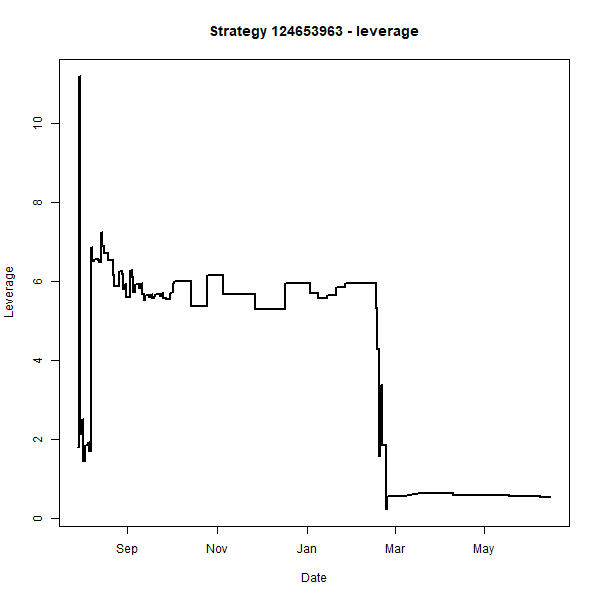 Strategy 124653963 - leverage
Leverage
10
8
6
4
2
0
Sep
Nov
Jan
Mar
May
Date